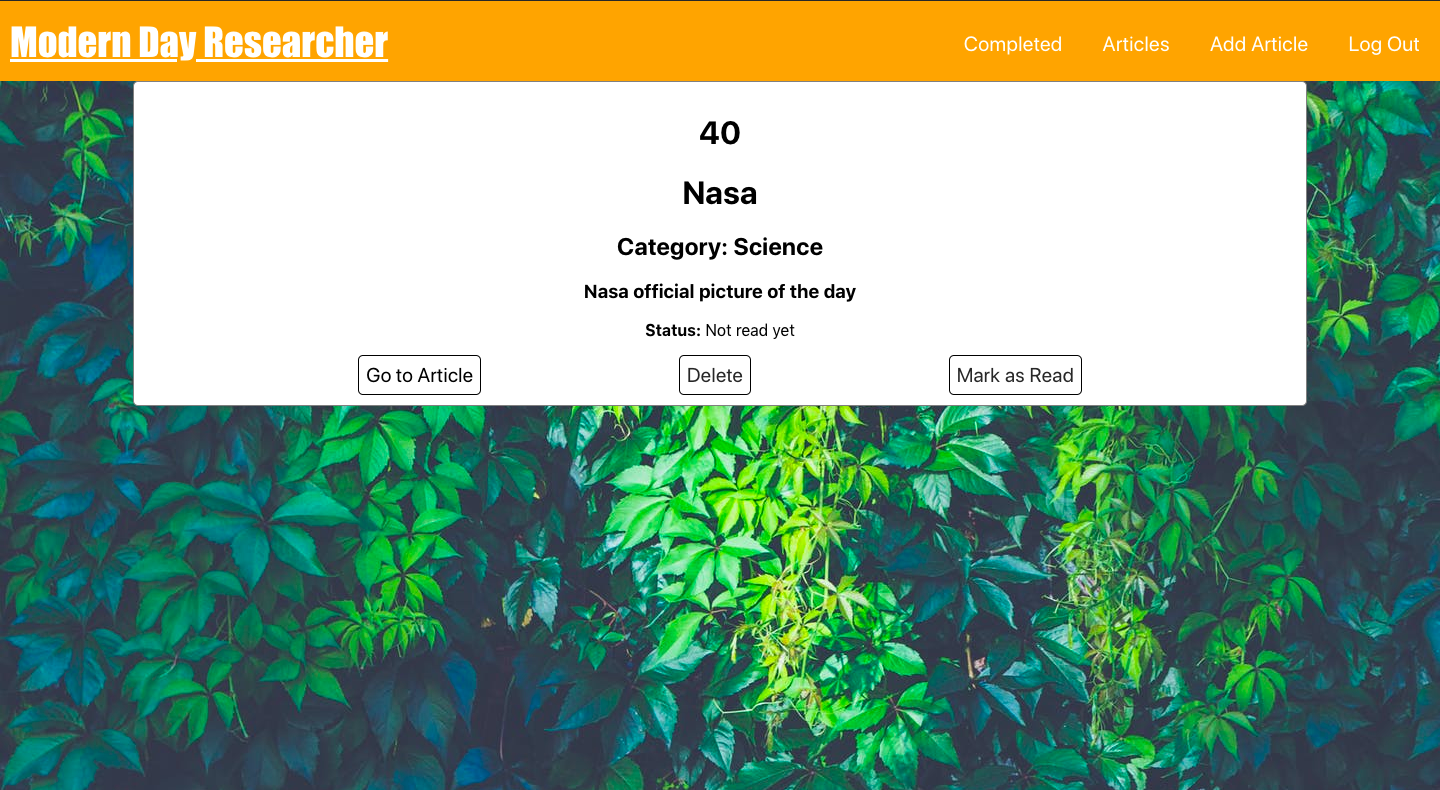 Modern Day Researcher
Completed Articles Add Article Log Out
40
Nasa
Category: Science
Nasa official picture of the day
Status: Not read yet
Go to Article Delete Mark as Read